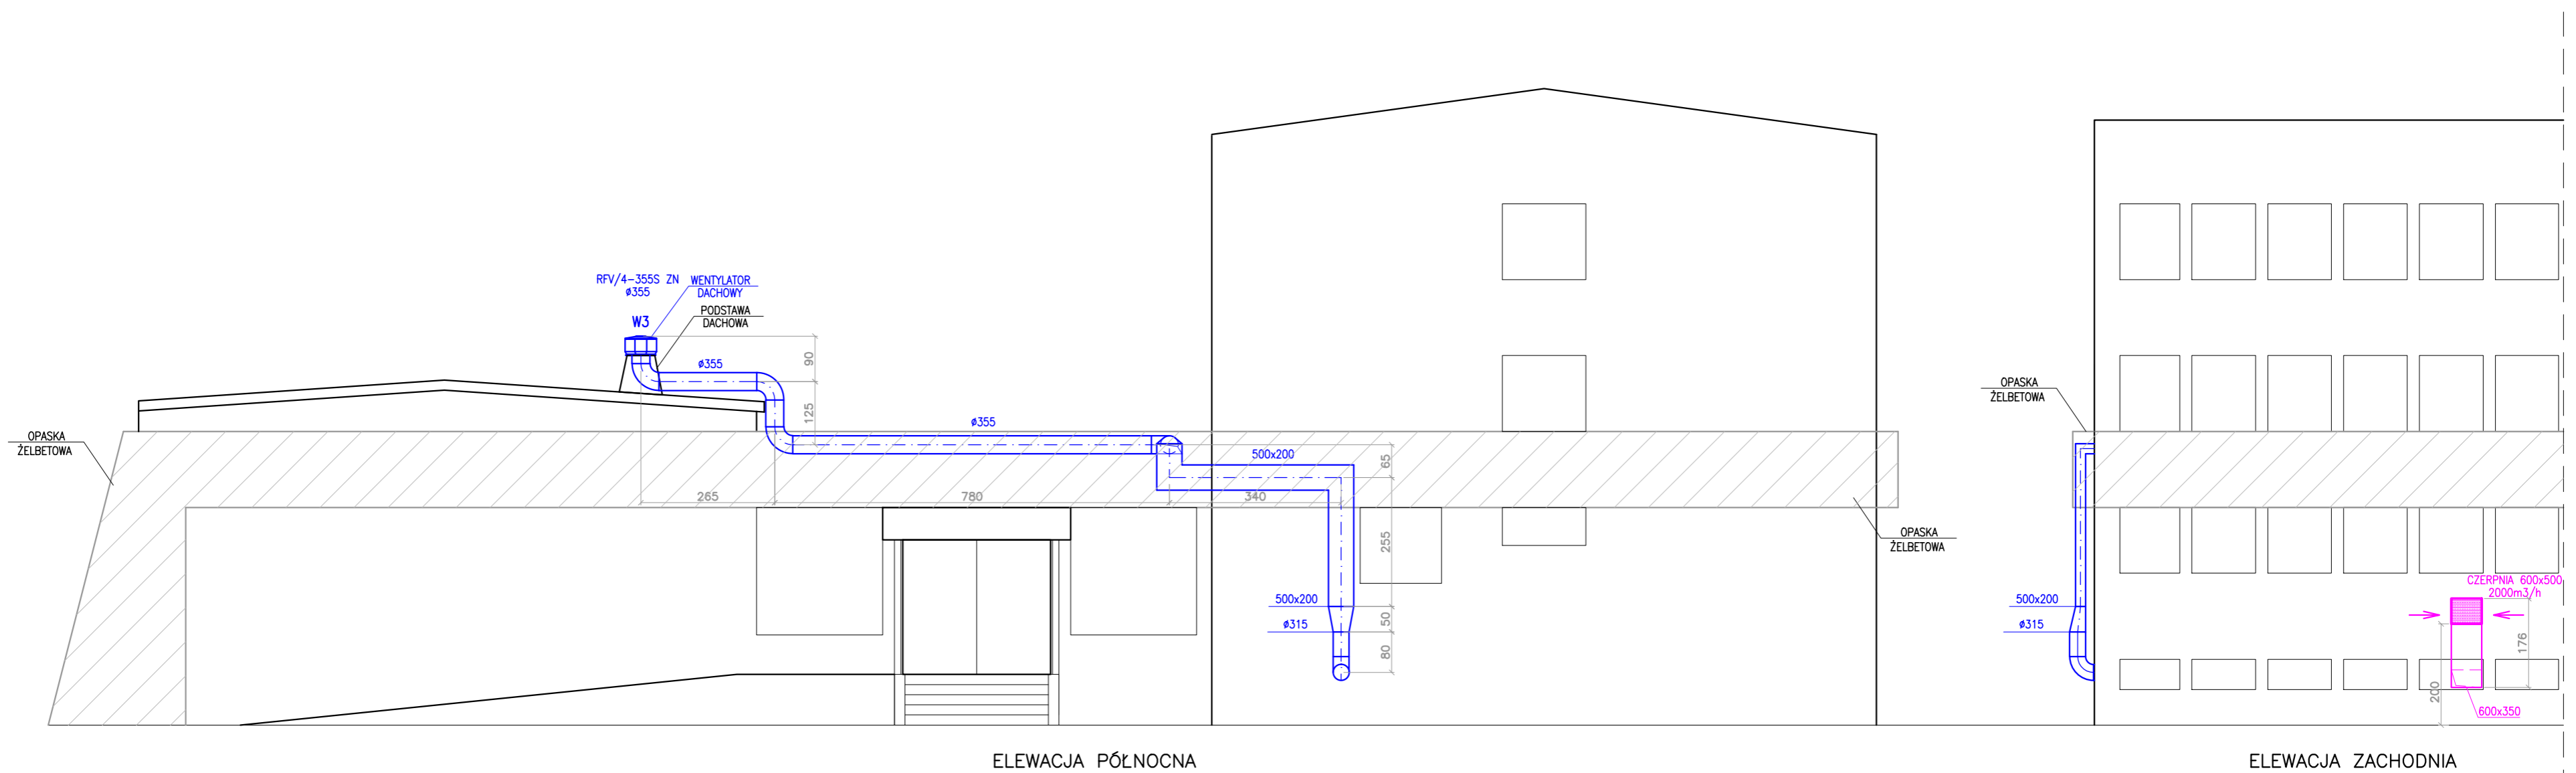 RFV/4-355S ZN
ø355
WENTYLATOR
DACHOWY
PODSTAWA
DACHOWA
W3
ø355
90
125
OPASKA
ŻELBETOWA
ø355
500x200
65
265
780
340
255
500x200
ø315
50
80
OPASKA
ŻELBETOWA
ELEWACJA PÓŁNOCNA
OPASKA
ŻELBETOWA
500x200
ø315
CZERPNIA 600x500
2000m3/h
176
200
600x350
ELEWACJA ZACHODNIA